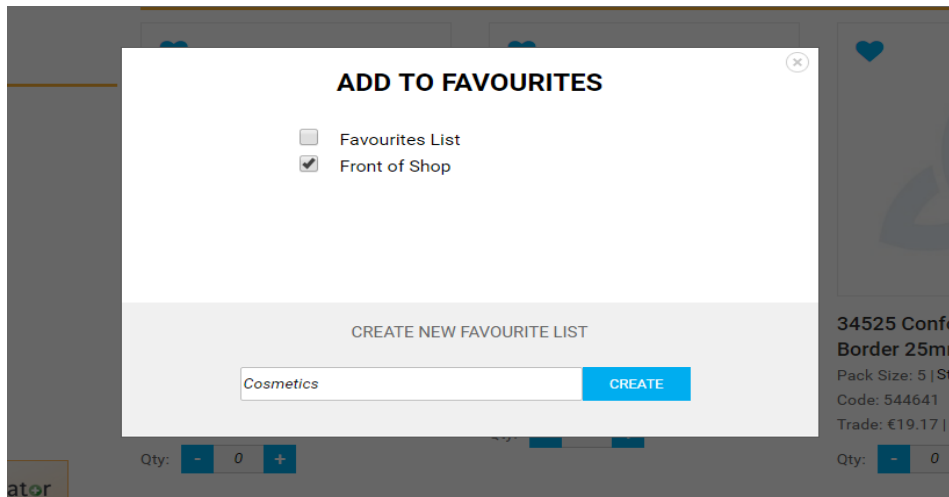 ADD TO FAVOURITES
Favourites List
Front of Shop
CREATE NEW FAVOURITE LIST
Cosmetics
CREATE
34525 Conf
Border 25m
Pack Size: 5 | St
Code: 544641
Trade: €19.17 |
Qty: - 0 +
Qty:
Qty: - 0
ator